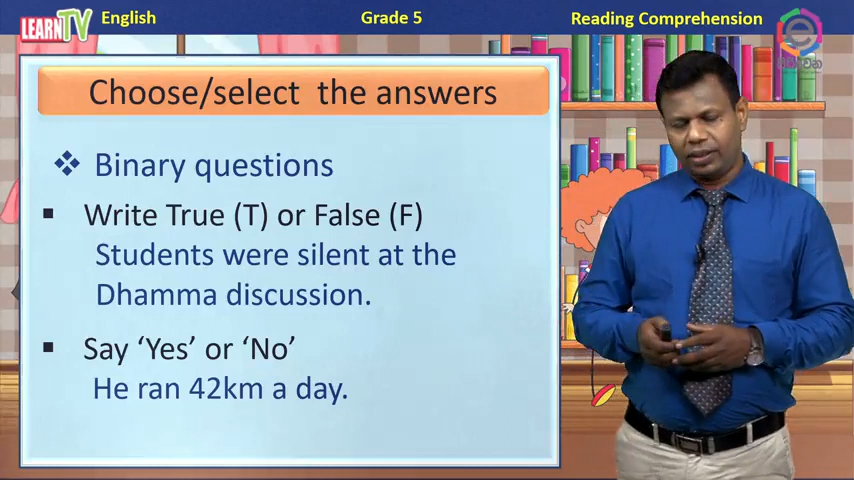 LEARN TV English Grade 5 Reading Comprehension
Choose/select the answers
❖ Binary questions
▪ Write True (T) or False (F)
Students were silent at the
Dhamma discussion.
▪ Say ‘Yes’ or ‘No’
He ran 42km a day.